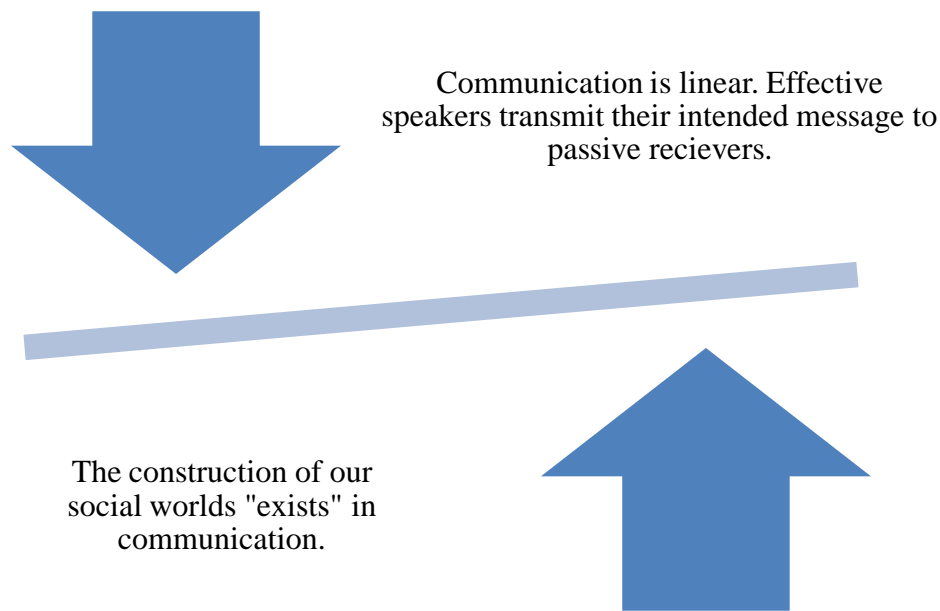 Communication is linear. Effective
speakers transmit their intended message to
passive recievers.
The construction of our
social worlds "exists" in
communication.